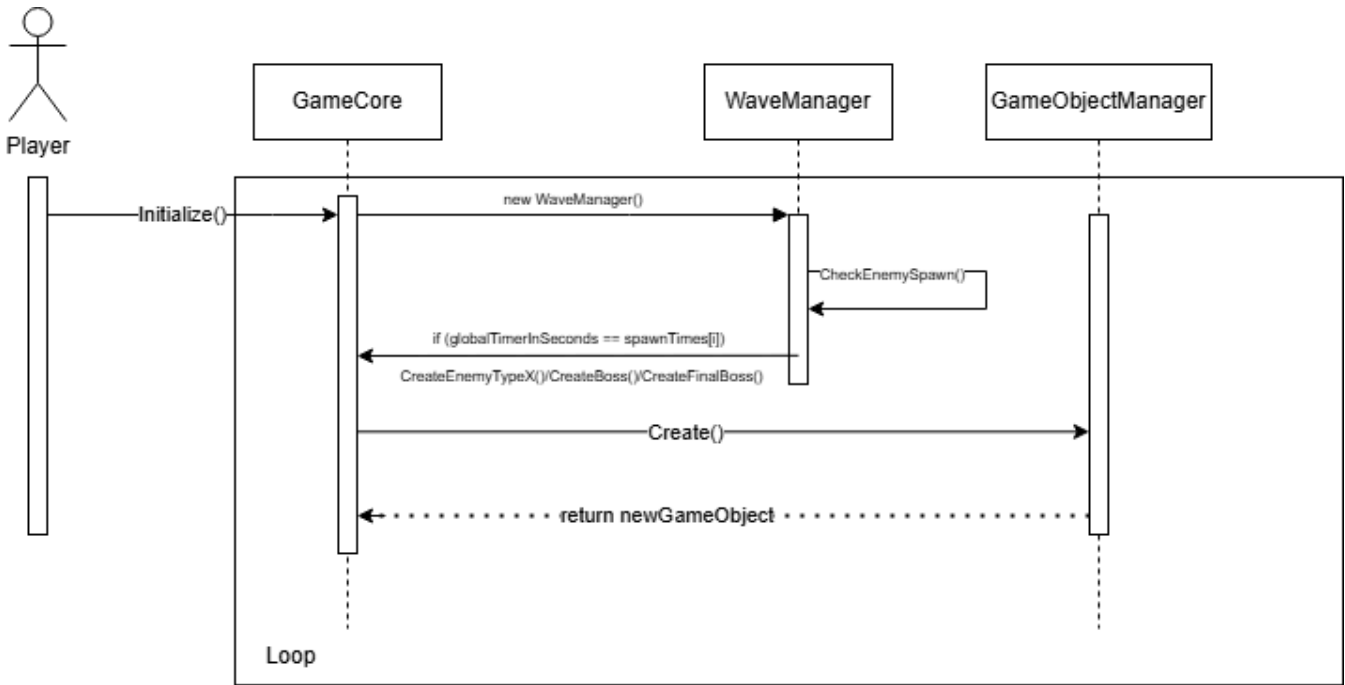 Player
GameCore
WaveManager
GameObjectManager
Initialize()
new WaveManager()
CheckEnemySpawn()
if (globalTimerInSeconds == spawnTimes[i])
CreateEnemyTypeX()/CreateBoss()/CreateFinalBoss()
Create()
return newGameObject
Loop